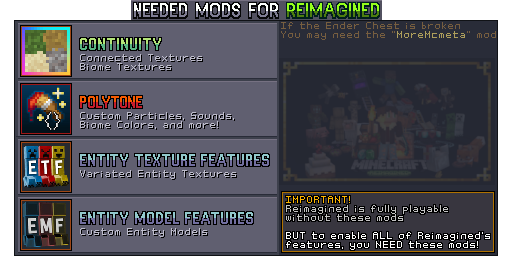 NEEDED MODS FOR REIMAGINED
CONTINUITY
Connected Textures
Biome Textures
POLYTONE
Custom Particles, Sounds,
Biome Colors, and more!
ETF
ENTITY TEXTURE FEATURES
Variated Entity Textures
EMF
ENTITY MODEL FEATURES
Custom Entity Models
If the Ender Chest is broken
You may need the "MoreMcmeta" mod
MINECRAFT
IMPORTANT!
Reimagined is fully playable
without these mods
BUT to enable ALL of Reimagined's
features, you NEED these mods!